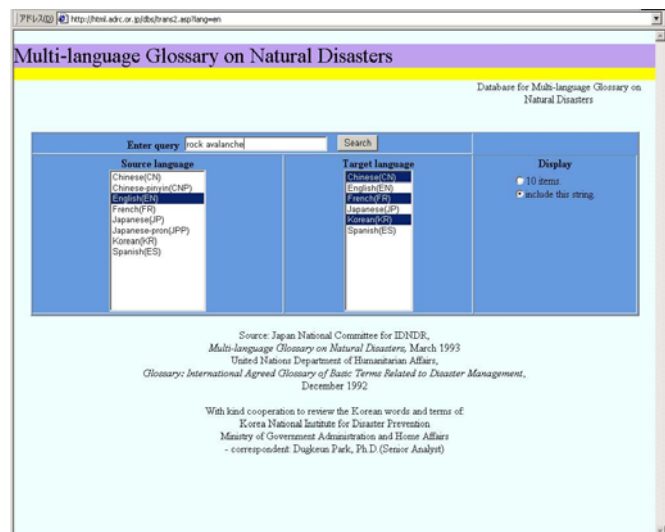 アドレス(D) http://html.adrc.or.jp/dbs/trans2.asp?lang=en
Multi-language Glossary on Natural Disasters
Database for Multi-language Glossary on
Natural Disasters
Enter query rock avalanche Search
Source language Target language Display
Chinese(CN)
Chinese-pinyin(CNP)
English(EN)
French(FR)
Japanese(JP)
Japanese-pron(JPP)
Korean(KR)
Spanish(ES)
Chinese(CN)
English(EN)
French(FR)
Japanese(JP)
Korean(KR)
Spanish(ES)
10 items.
include this string.
Source: Japan National Committee for IDNDR,
Multi-language Glossary on Natural Disasters, March 1993
United Nations Department of Humanitarian Affairs,
Glossary: International Agreed Glossary of Basic Terms Related to Disaster Management,
December 1992
With kind cooperation to review the Korean words and terms of:
Korea National Institute for Disaster Prevention
Ministry of Government Administration and Home Affairs
- correspondent: Dugkeun Park, Ph.D.(Senior Analyst)